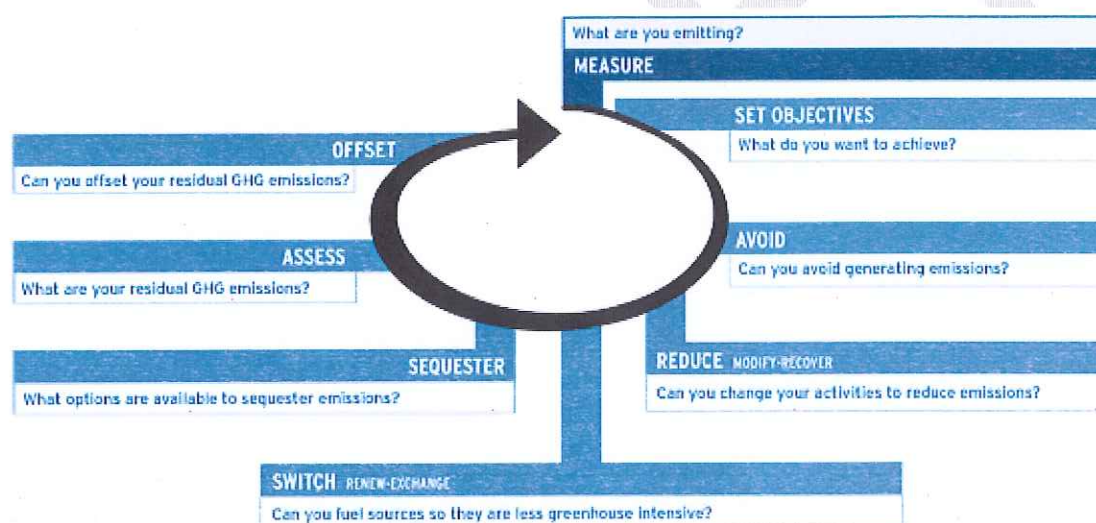 What are you emitting?
MEASURE
SET OBJECTIVES
What do you want to achieve?
AVOID
Can you avoid generating emissions?
REDUCE MODIFY-RECOVER
Can you change your activities to reduce emissions?
SWITCH RENEW-EXCHANGE
Can you fuel sources so they are less greenhouse intensive?
SEQUESTER
What options are available to sequester emissions?
ASSESS
What are your residual GHG emissions?
OFFSET
Can you offset your residual GHG emissions?